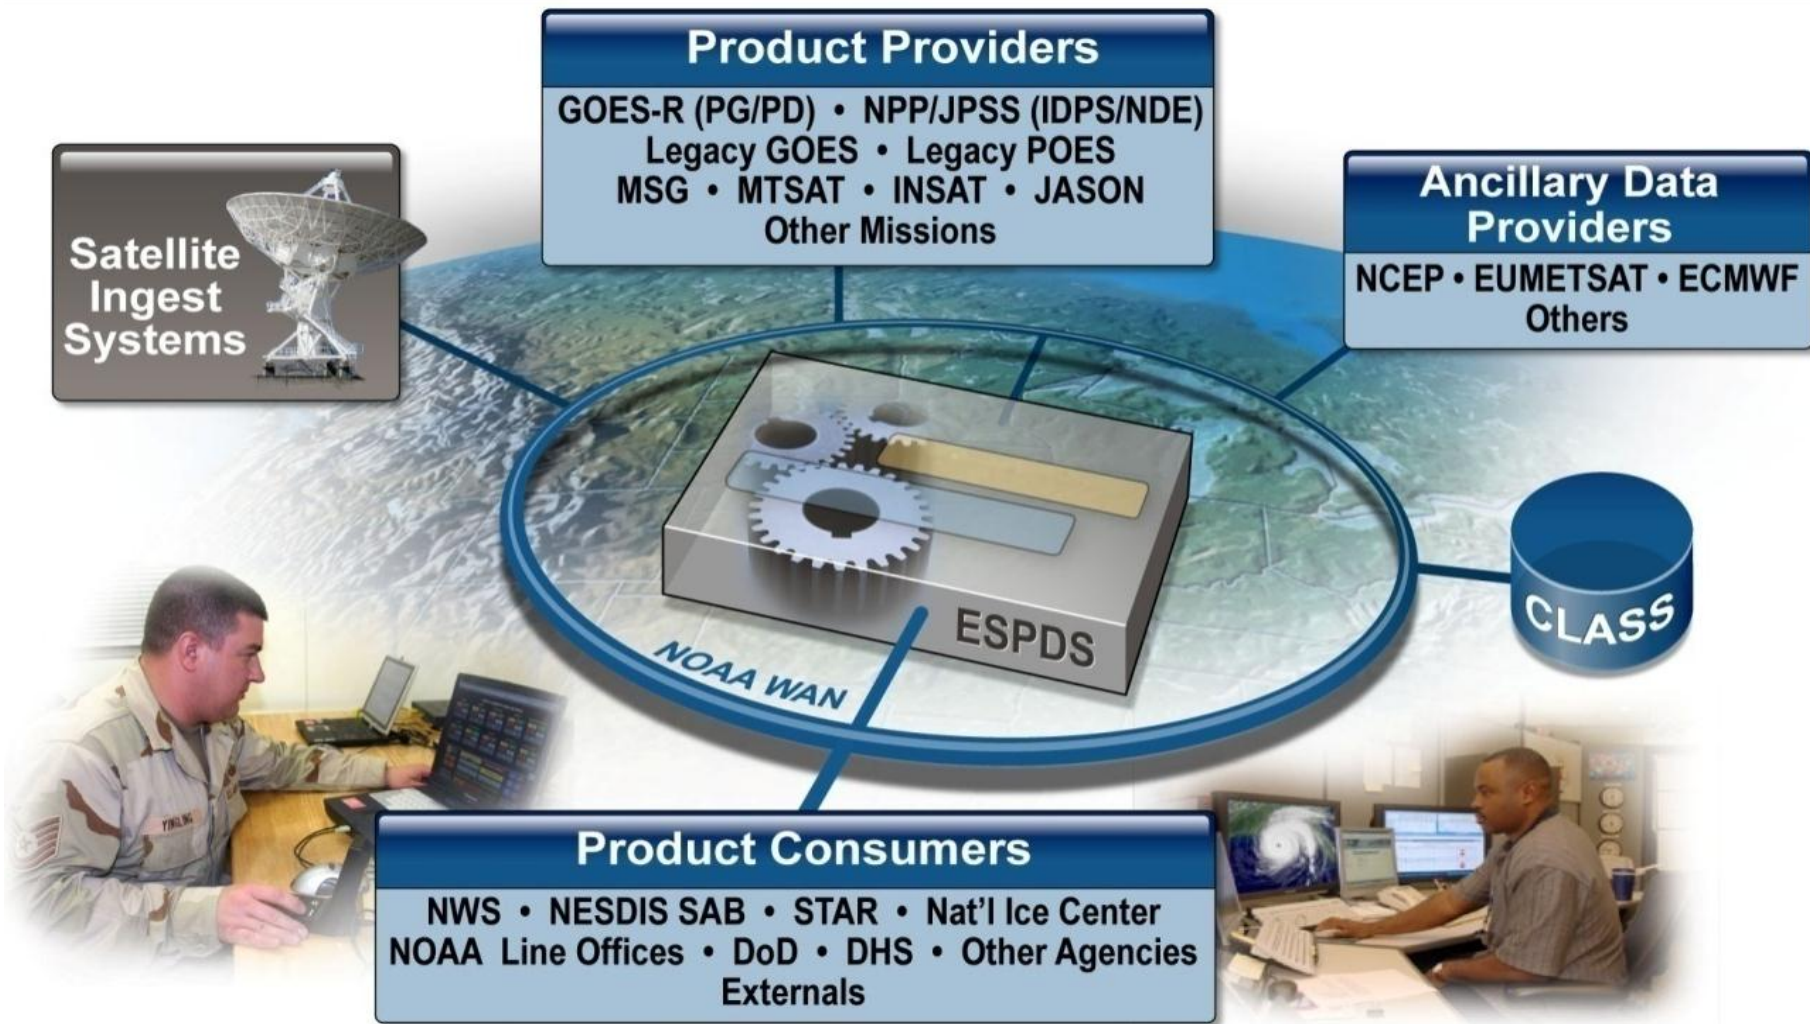 Product Providers
GOES-R (PG/PD) • NPP/JPSS (IDPS/NDE)
Legacy GOES • Legacy POES
MSG • MTSAT • INSAT • JASON
Other Missions
Satellite
Ingest
Systems
Ancillary Data
Providers
NCEP • EUMETSAT • ECMWF
Others
ESPDS
NOAA WAN
CLASS
YINGLING
Product Consumers
NWS • NESDIS SAB • STAR • Nat'l Ice Center
NOAA Line Offices • DoD • DHS • Other Agencies
Externals